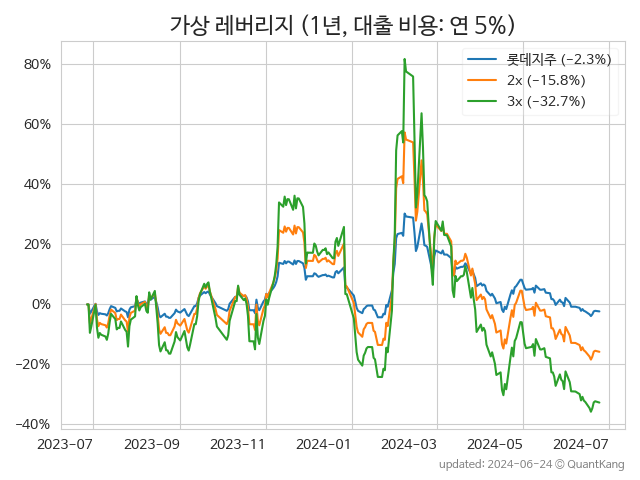 가상 레버리지 (1년, 대출 비용: 연 5%)
롯데지주 (−2.3%)
2x (−15.8%)
3x (−32.7%)
80%
60%
40%
20%
0%
−20%
−40%
2023-07 2023-09 2023-11 2024-01 2024-03 2024-05 2024-07
updated: 2024-06-24 © QuantKang